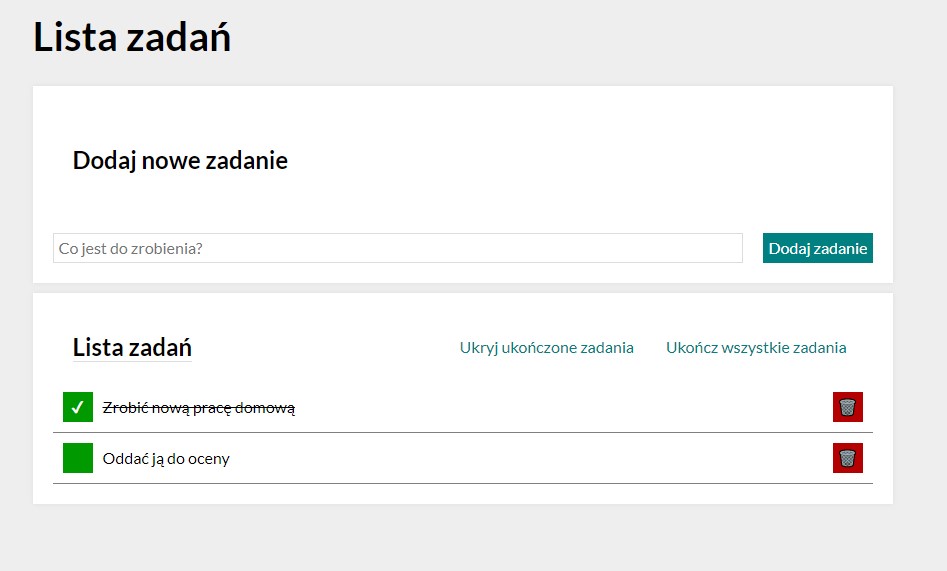 Lista zadań
Dodaj nowe zadanie
Co jest do zrobienia?
Dodaj zadanie
Lista zadań
Ukryj ukończone zadania
Ukończ wszystkie zadania
Zrobić nową pracę domową
Oddać ją do oceny